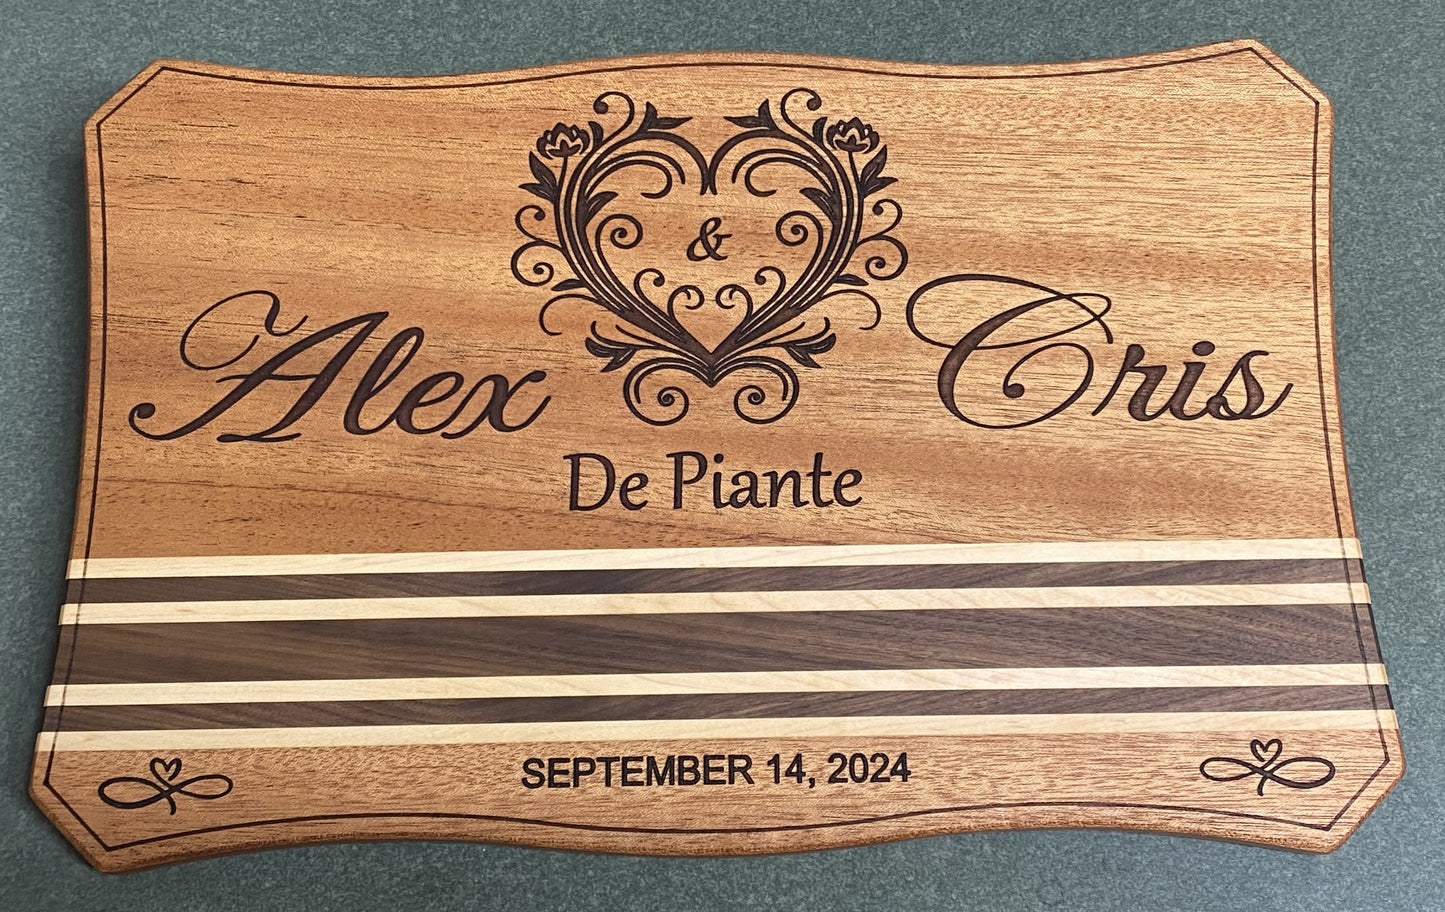 &
Alex Cris
De Piante
SEPTEMBER 14, 2024